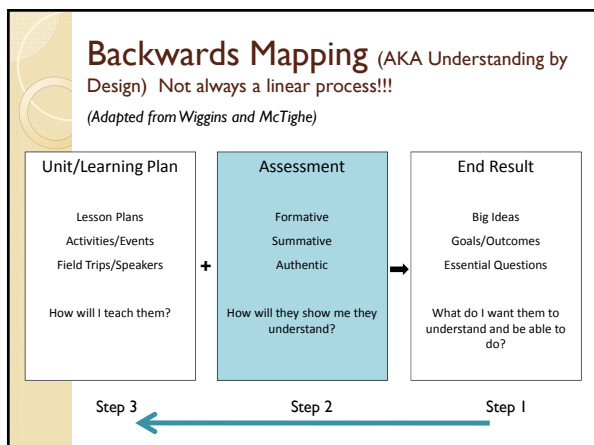 Backwards Mapping (AKA Understanding by
Design) Not always a linear process!!!
(Adapted from Wiggins and McTighe)
Unit/Learning Plan
Lesson Plans
Activities/Events
Field Trips/Speakers
How will I teach them?
+
Assessment
Formative
Summative
Authentic
How will they show me they
understand?
End Result
Big Ideas
Goals/Outcomes
Essential Questions
What do I want them to
understand and be able to
do?
Step 3
Step 2
Step 1